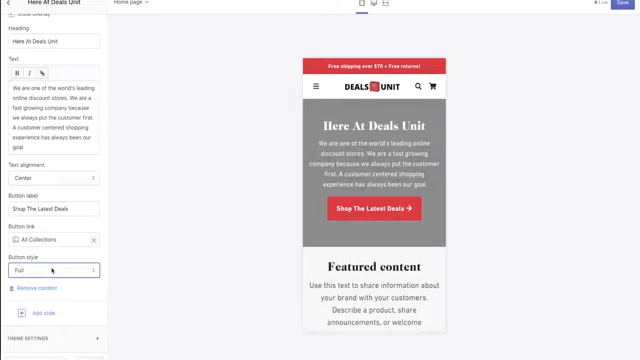 Here At Deals Unit
Home page
Live
Save
Show overlay
Heading
Here At Deals Unit
Text
B I
We are one of the world's leading
online discount stores. We are a
fast growing company because
we always put the customer first.
A customer centered shopping
experience has always been our
goal
Text alignment
Center
Button label
Shop The Latest Deals
Button link
All Collections
Button style
Full
Remove content
Add slide
THEME SETTINGS
Free shipping over $70 + Free returns!
DEALS UNIT
Here At Deals Unit
We are one of the world's leading online
discount stores. We are a fast growing
company because we always put the customer
first. A customer centered shopping
experience has always been our goal.
Shop The Latest Deals →
Featured content
Use this text to share information about
your brand with your customers.
Describe a product, share
announcements, or welcome